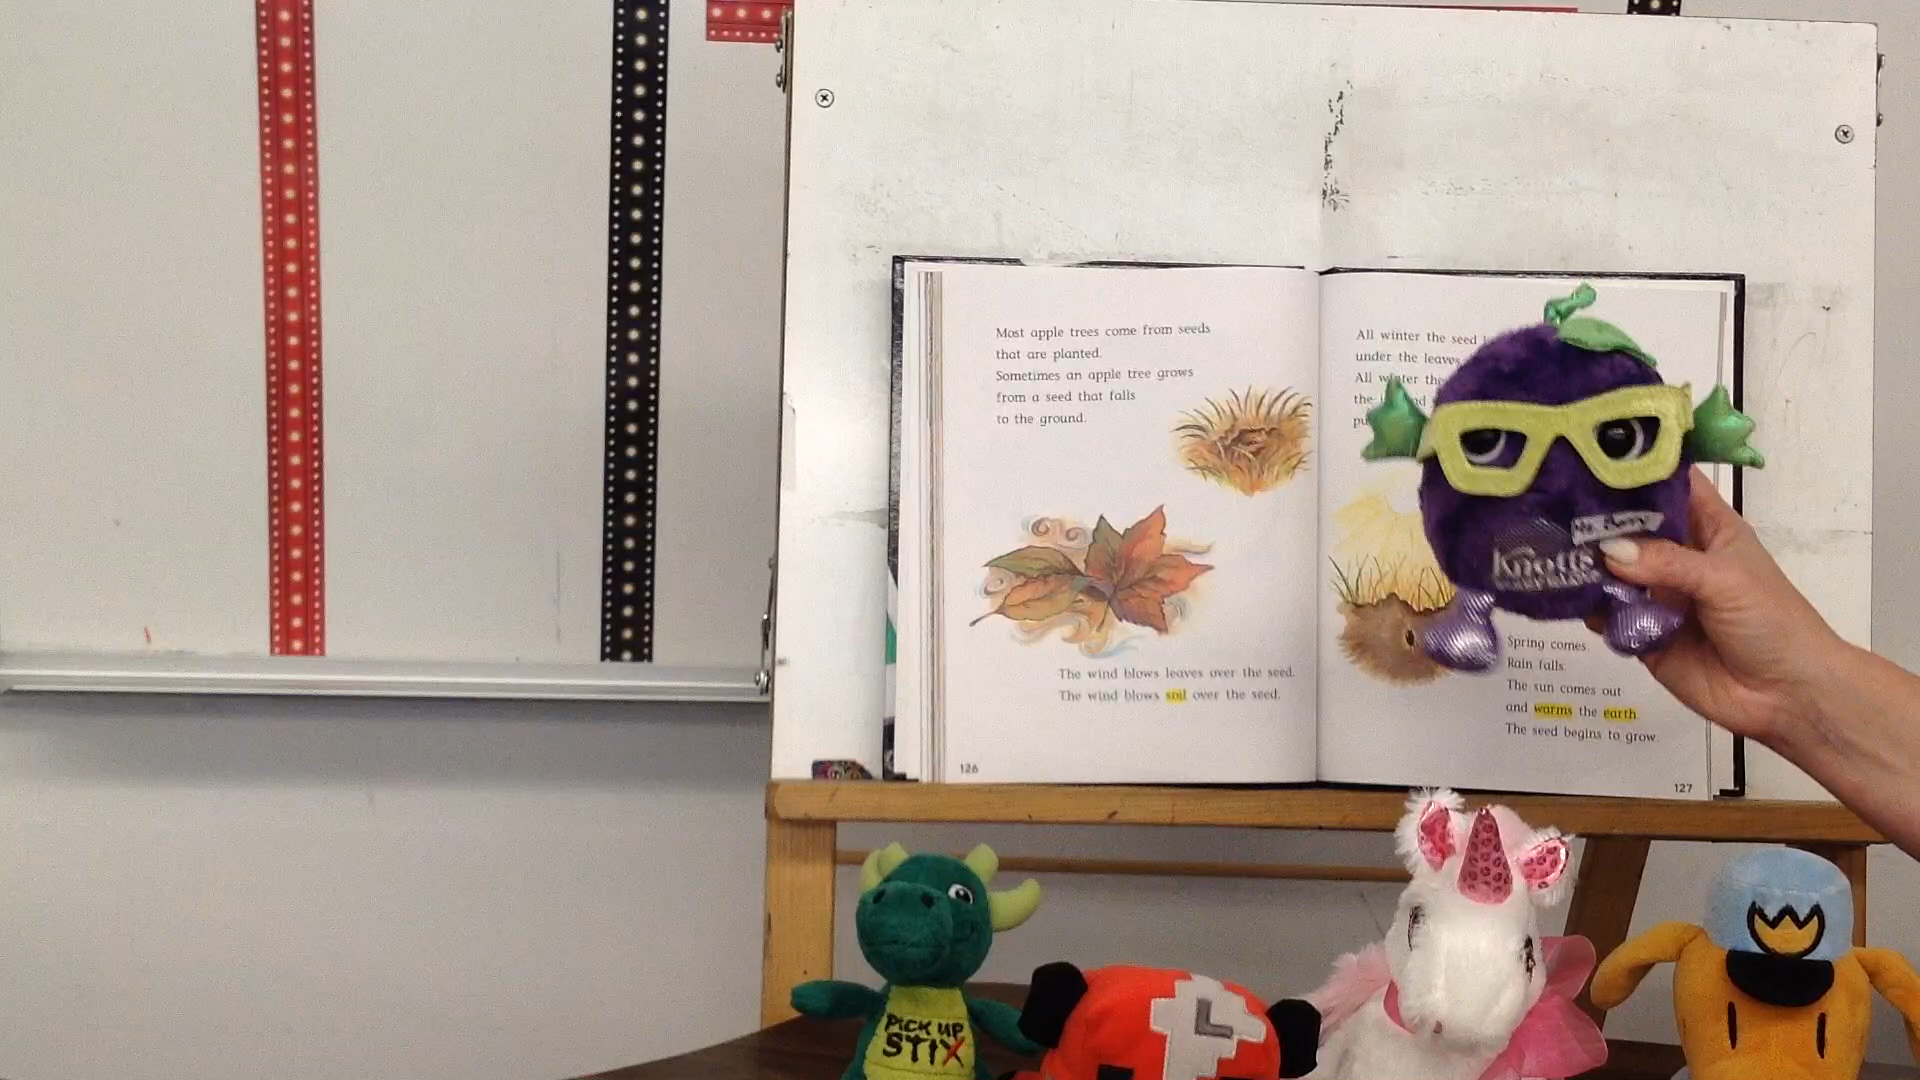 Most apple trees come from seeds
that are planted.
Sometimes an apple tree grows
from a seed that falls
to the ground.
The wind blows leaves over the seed.
The wind blows soil over the seed.
126
All winter the seed
under the leaves
All winter the
the
Spring comes.
Rain falls.
The sun comes out
and warms the earth.
The seed begins to grow.
127
Knott's
PICK UP
STIX